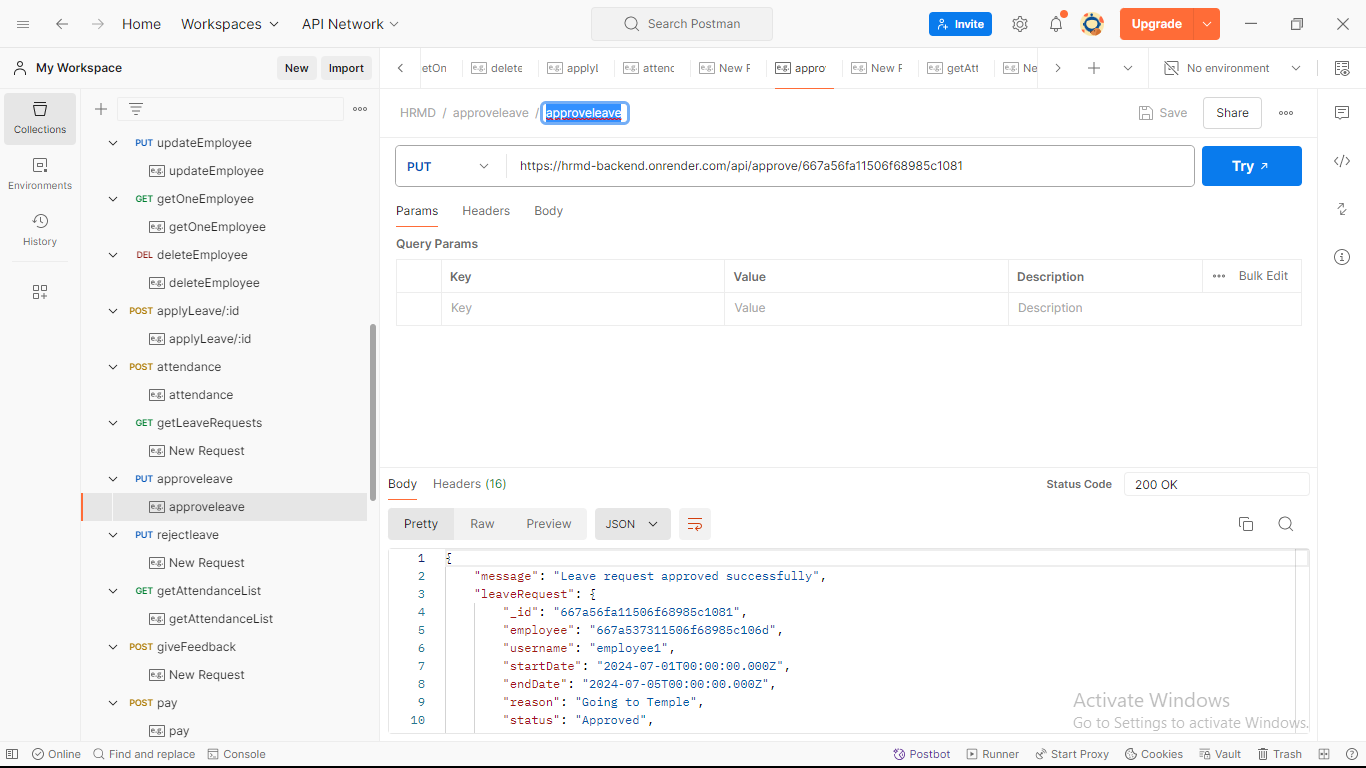 Home Workspaces API Network Search Postman Invite Upgrade
My Workspace New Import etOn delete applyl attenc New F appro New F getAtt Ne No environment
Collections
Environments
History
PUT updateEmployee
e.g. updateEmployee
GET getOneEmployee
e.g. getOneEmployee
DEL deleteEmployee
e.g. deleteEmployee
POST applyLeave/:id
e.g. applyLeave/:id
POST attendance
e.g. attendance
GET getLeaveRequests
e.g. New Request
PUT approveleave
e.g. approveleave
PUT rejectleave
e.g. New Request
GET getAttendanceList
e.g. getAttendanceList
POST giveFeedback
e.g. New Request
POST pay
e.g. pay
HRMD / approveleave / approveleave Save Share
PUT https://hrmd-backend.onrender.com/api/approve/667a56fa11506f68985c1081 Try
Params Headers Body
Query Params
Key Value Description Bulk Edit
Key Value Description
Body Headers (16) Status Code 200 OK
Pretty Raw Preview JSON
1 {
2 "message": "Leave request approved successfully",
3 "leaveRequest": {
4 "_id": "667a56fa11506f68985c1081",
5 "employee": "667a537311506f68985c106d",
6 "username": "employee1",
7 "startDate": "2024-07-01T00:00:00.000Z",
8 "endDate": "2024-07-05T00:00:00.000Z",
9 "reason": "Going to Temple",
10 "status": "Approved",
Activate Windows
Go to Settings to activate Windows.
Online Find and replace Console Postbot Runner Start Proxy Cookies Vault Trash